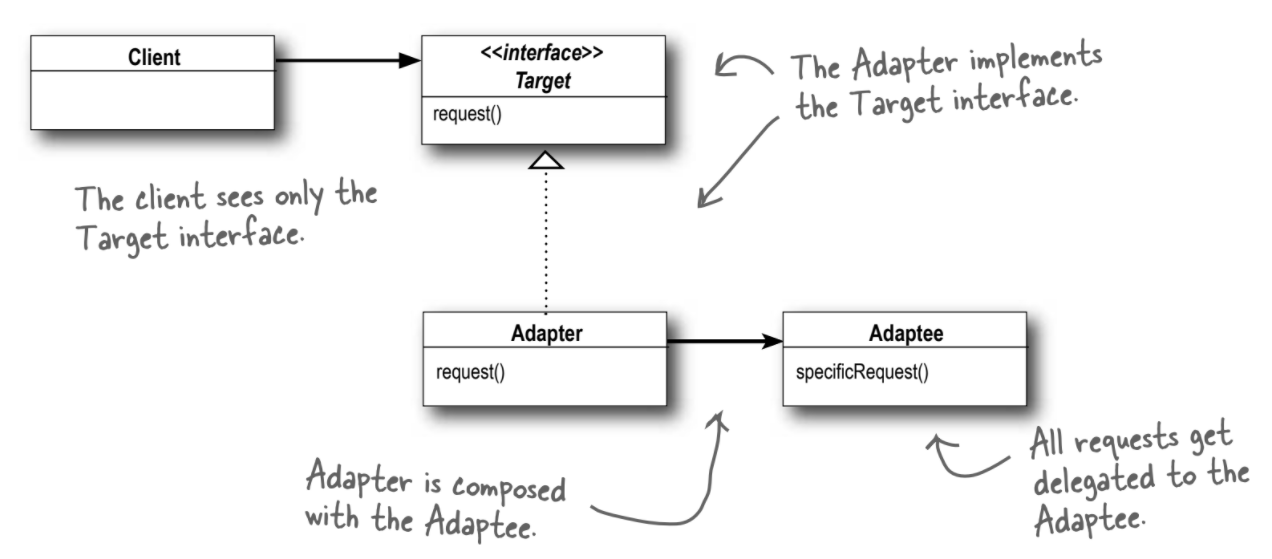 Client
<<interface>>
Target
request()
The Adapter implements
the Target interface.
The client sees only the
Target interface.
Adapter
request()
Adaptee
specificRequest()
Adapter is composed
with the Adaptee.
All requests get
delegated to the
Adaptee.